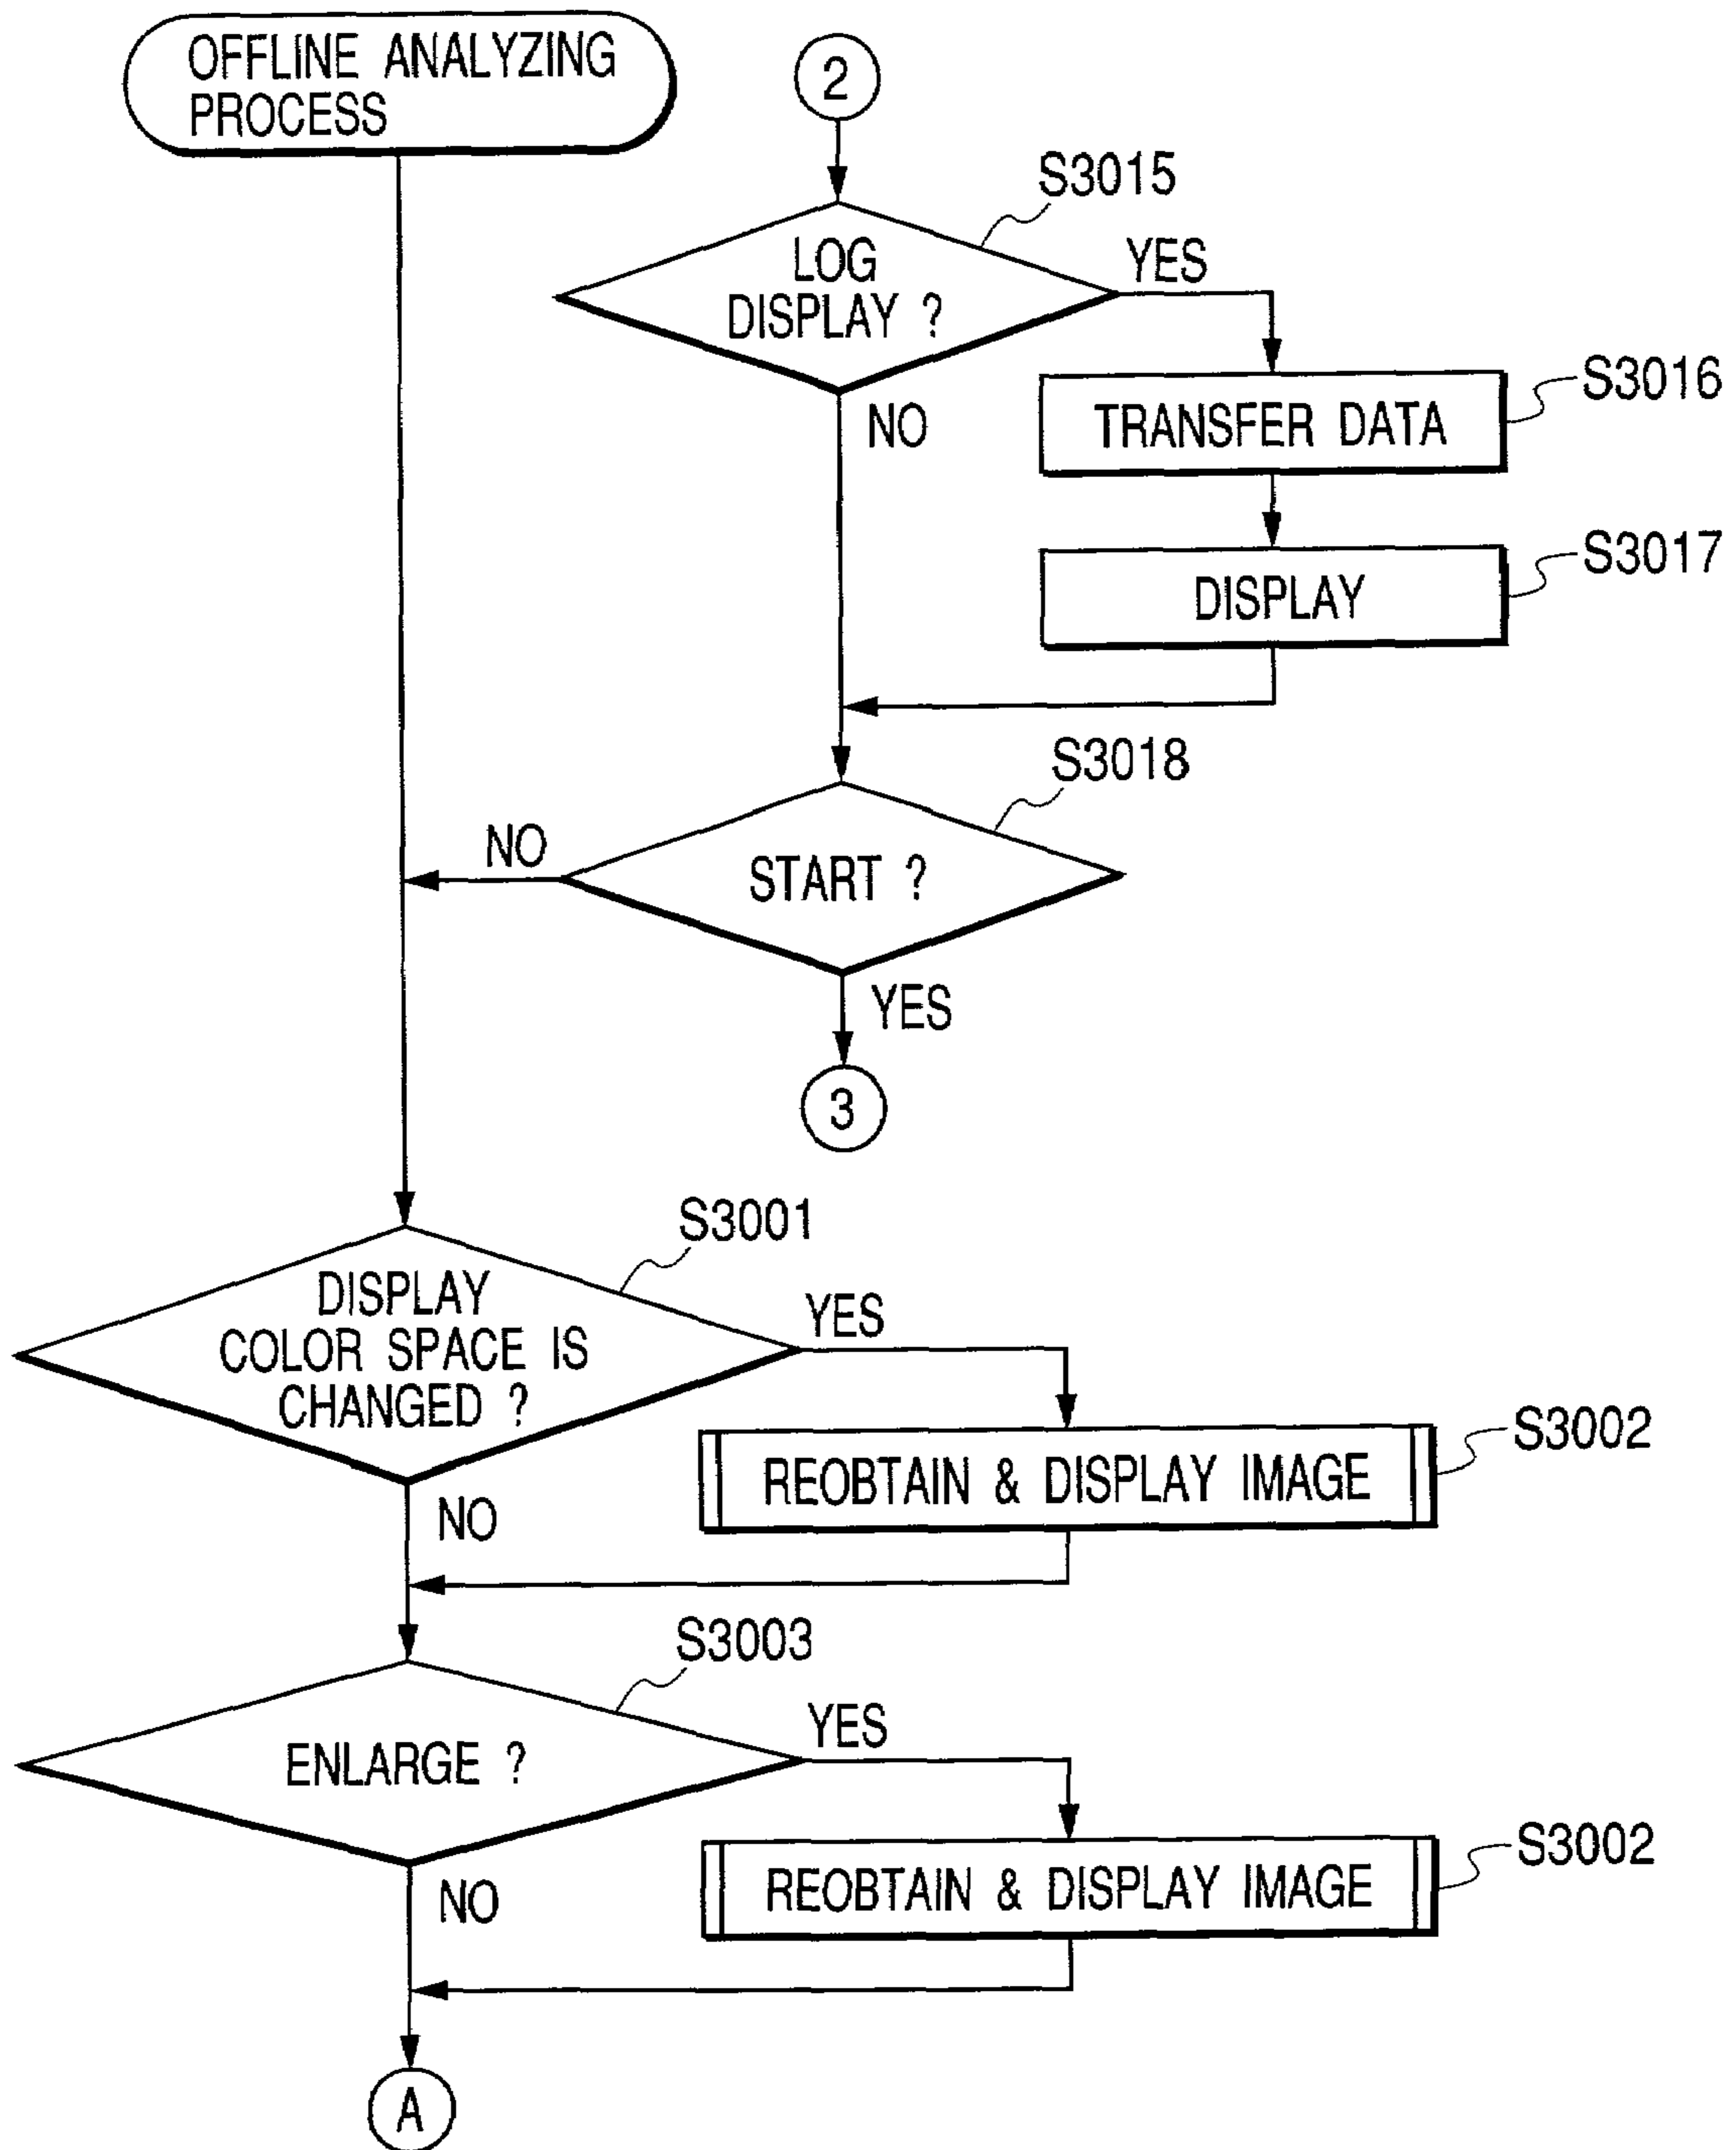 OFFLINE ANALYZING
PROCESS
2
S3015
LOG
DISPLAY ?
YES
NO
S3016
TRANSFER DATA
S3017
DISPLAY
S3018
START ?
NO
YES
3
S3001
DISPLAY
COLOR SPACE IS
CHANGED ?
YES
NO
S3002
REOBTAIN & DISPLAY IMAGE
S3003
ENLARGE ?
YES
NO
S3002
REOBTAIN & DISPLAY IMAGE
A